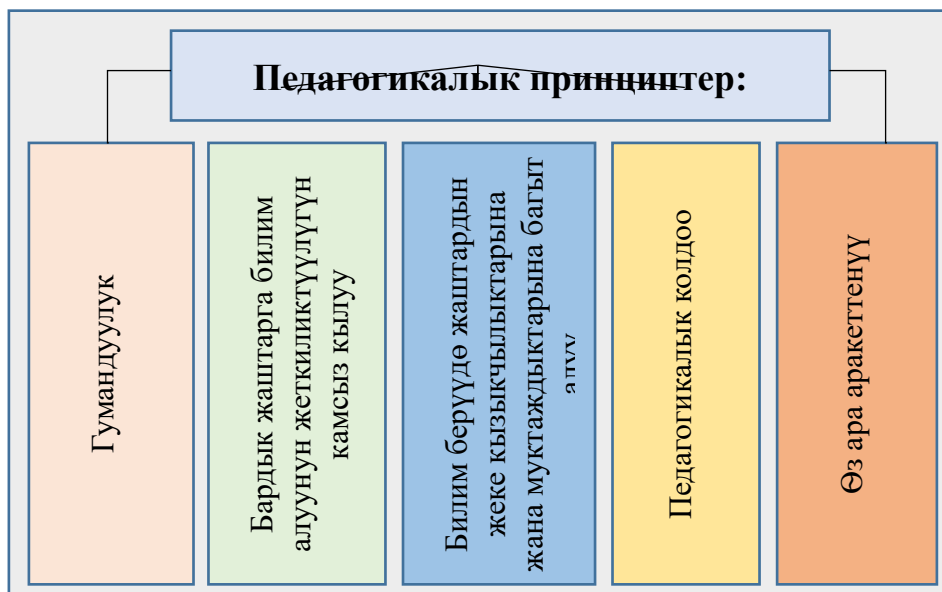 Педагогикалык принциптер:
Гумандуулук
Бардык жаштарга билим
алуунун жеткиликтүүлүгүн
камсыз кылуу
Билим берүүдө жаштардын
жеке кызыкчылыктарына
жана муктаждыктарына багыт
алуу
Педагогикалык колдоо
Өз ара аракеттенүү